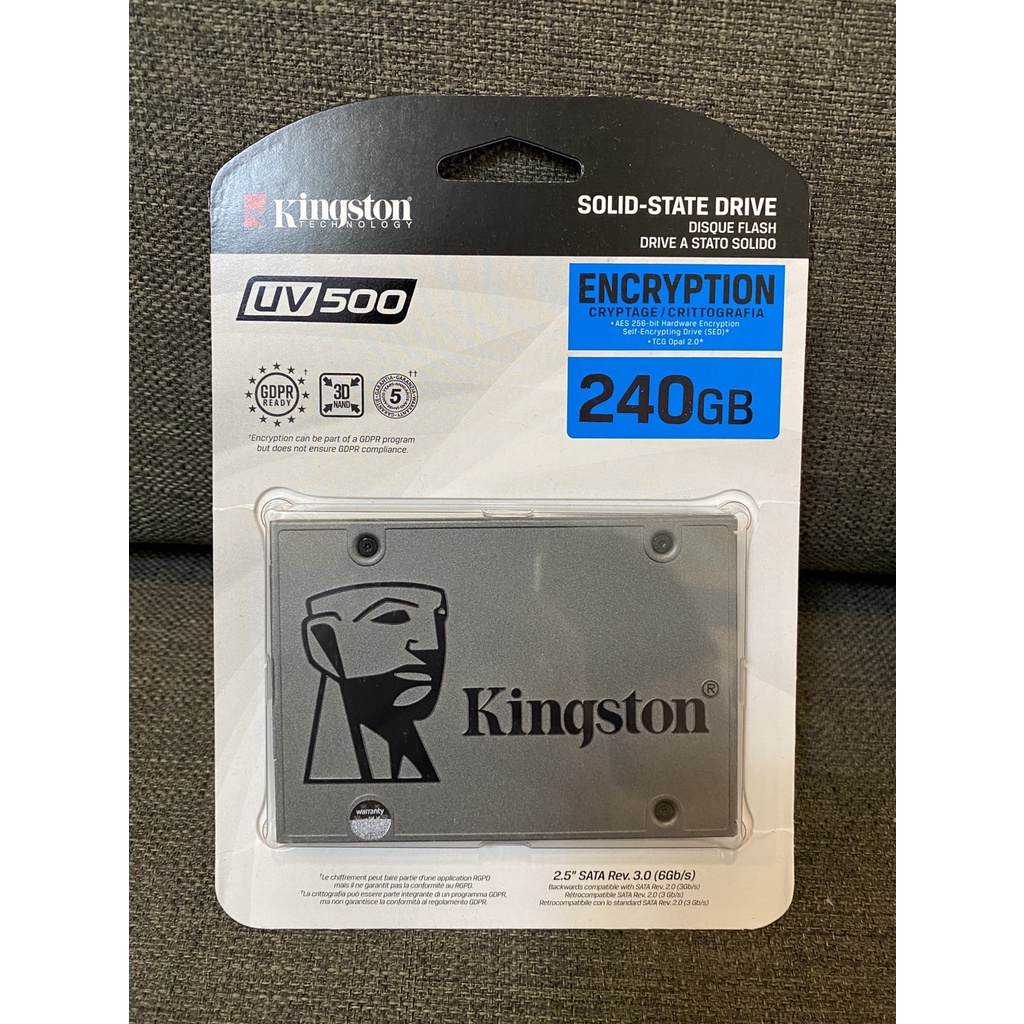 Kingston
TECHNOLOGY
SOLID-STATE DRIVE
DISQUE FLASH
DRIVE A STATO SOLIDO
UV500
ENCRYPTION
CRYPTAGE / CRITTOGRAFIA
• AES 256-bit Hardware Encryption
Self-Encrypting Drive (SED)*
• TCG Opal 2.0*
240GB
GDPR
READY
†
3D
NAND
5
††
†Encryption can be part of a GDPR program
but does not ensure GDPR compliance.
Kingston®
warranty
†Le chiffrement peut faire partie d'une application RGPD
mais il ne garantit pas la conformité au RGPD.
†La crittografia può essere parte integrante di un programma GDPR,
ma non garantisce la conformità al regolamento GDPR.
2.5" SATA Rev. 3.0 (6Gb/s)
Backwards compatible with SATA Rev. 2.0 (3Gb/s)
Rétrocompatible SATA Rev. 2.0 (3 Gb/s)
Retrocompatibile con lo standard SATA Rev. 2.0 (3 Gb/s)